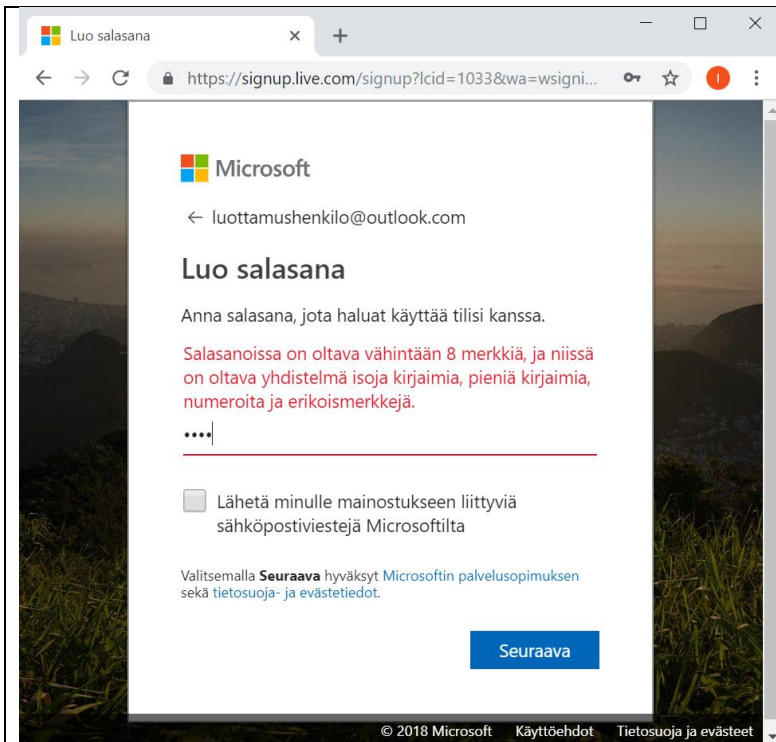 Luo salasana
https://signup.live.com/signup?lcid=1033&wa=wsigni...
I
Microsoft
← luottamushenkilo@outlook.com
Luo salasana
Anna salasana, jota haluat käyttää tilisi kanssa.
Salasanoissa on oltava vähintään 8 merkkiä, ja niissä
on oltava yhdistelmä isoja kirjaimia, pieniä kirjaimia,
numeroita ja erikoismerkkejä.
••••
Lähetä minulle mainostukseen liittyviä
sähköpostiviestejä Microsoftilta
Valitsemalla Seuraava hyväksyt Microsoftin palvelusopimuksen
sekä tietosuoja- ja evästetiedot.
Seuraava
© 2018 Microsoft Käyttöehdot Tietosuoja ja evästeet